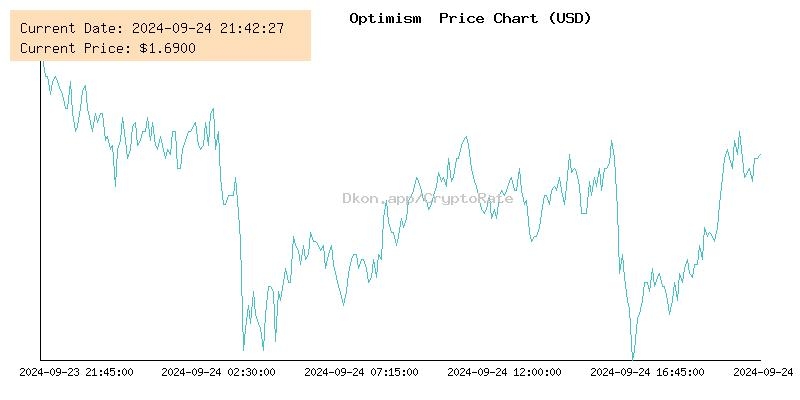 Optimism  Price Chart (USD)
Current Date: 2024-09-24 21:42:27
Current Price: $1.6900
Dkon.app/CryptoRate
2024-09-23 21:45:00 2024-09-24 02:30:00 2024-09-24 07:15:00 2024-09-24 12:00:00 2024-09-24 16:45:00 2024-09-24